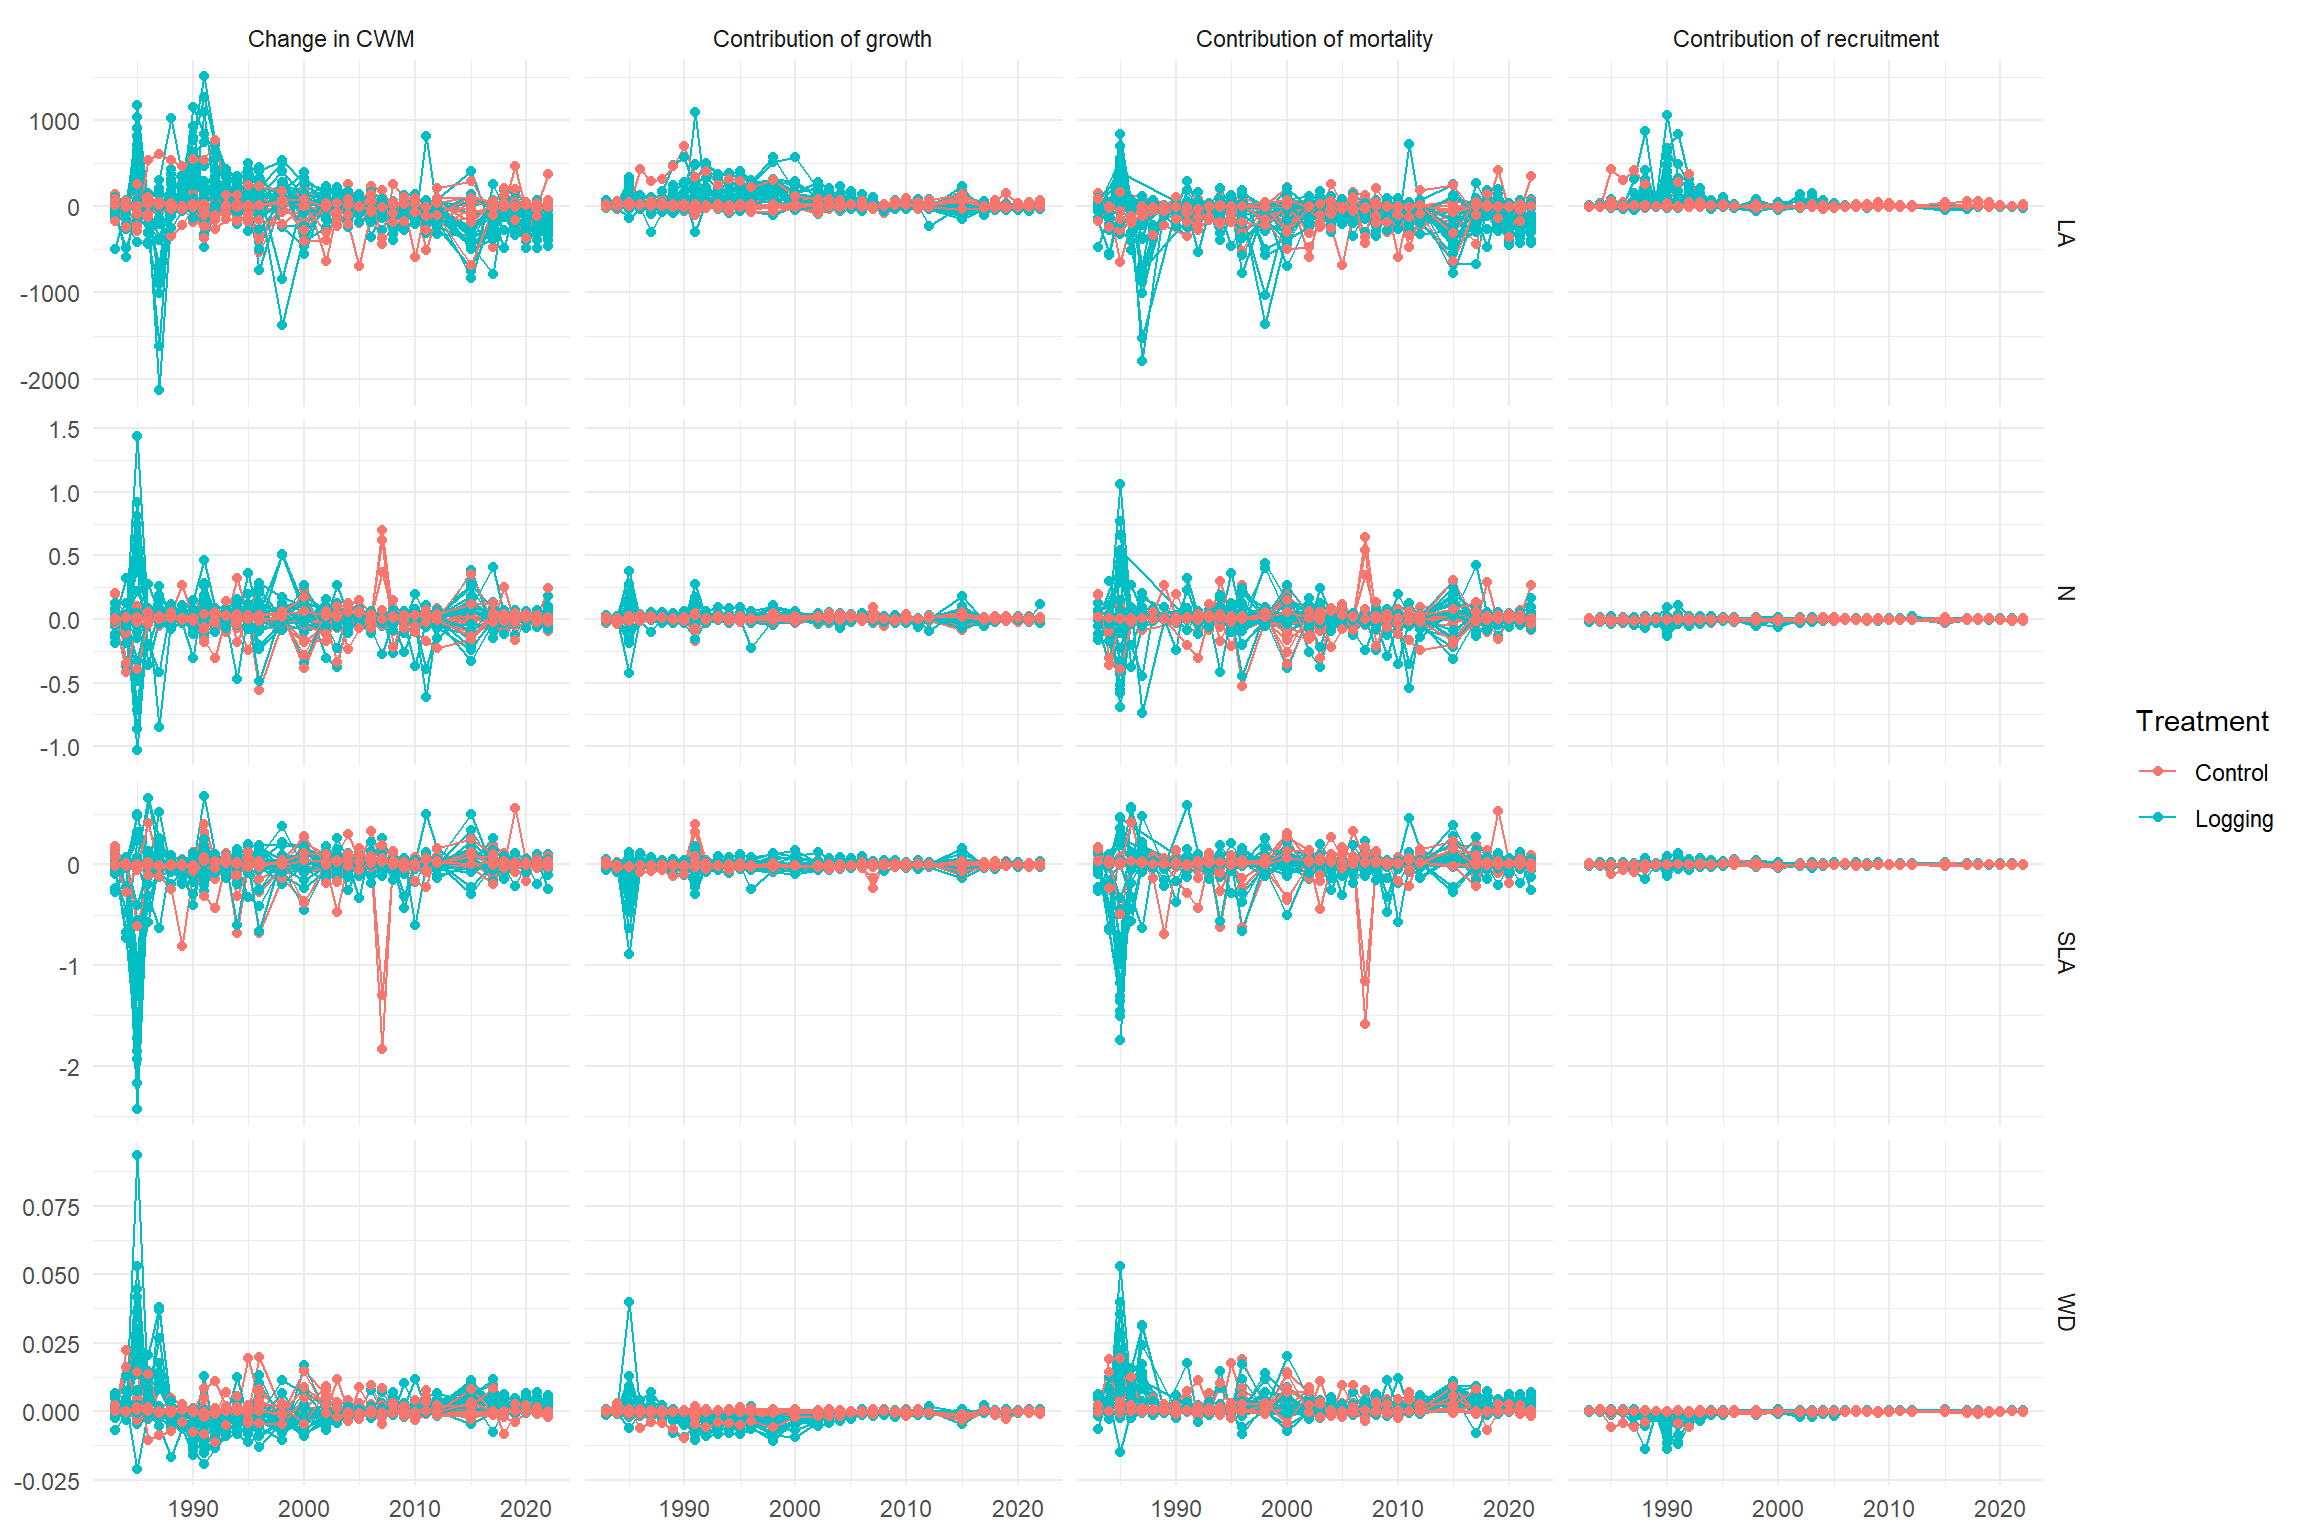 Change in CWM
Contribution of growth
Contribution of mortality
Contribution of recruitment
1000
0
-1000
-2000
LA
1.5
1.0
0.5
0.0
-0.5
-1.0
N
0
-1
-2
SLA
0.075
0.050
0.025
0.000
-0.025
WD
1990 2000 2010 2020
1990 2000 2010 2020
1990 2000 2010 2020
1990 2000 2010 2020
Treatment
Control
Logging